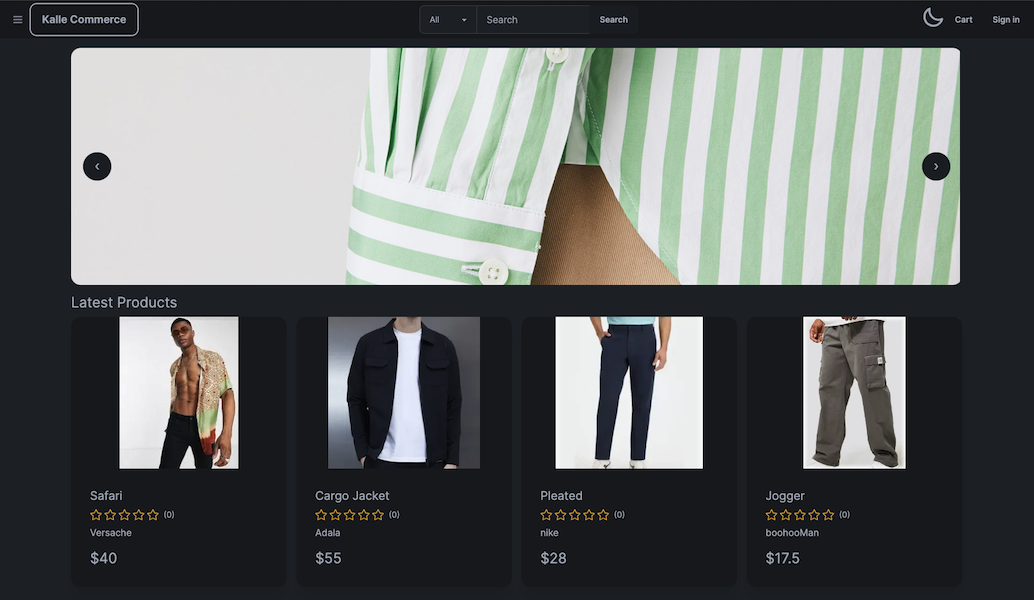 Kalle Commerce
All
Search
Search
Cart
Sign in
Latest Products
Safari
(0)
Versache
$40
Cargo Jacket
(0)
Adala
$55
Pleated
(0)
nike
$28
Jogger
(0)
boohooMan
$17.5